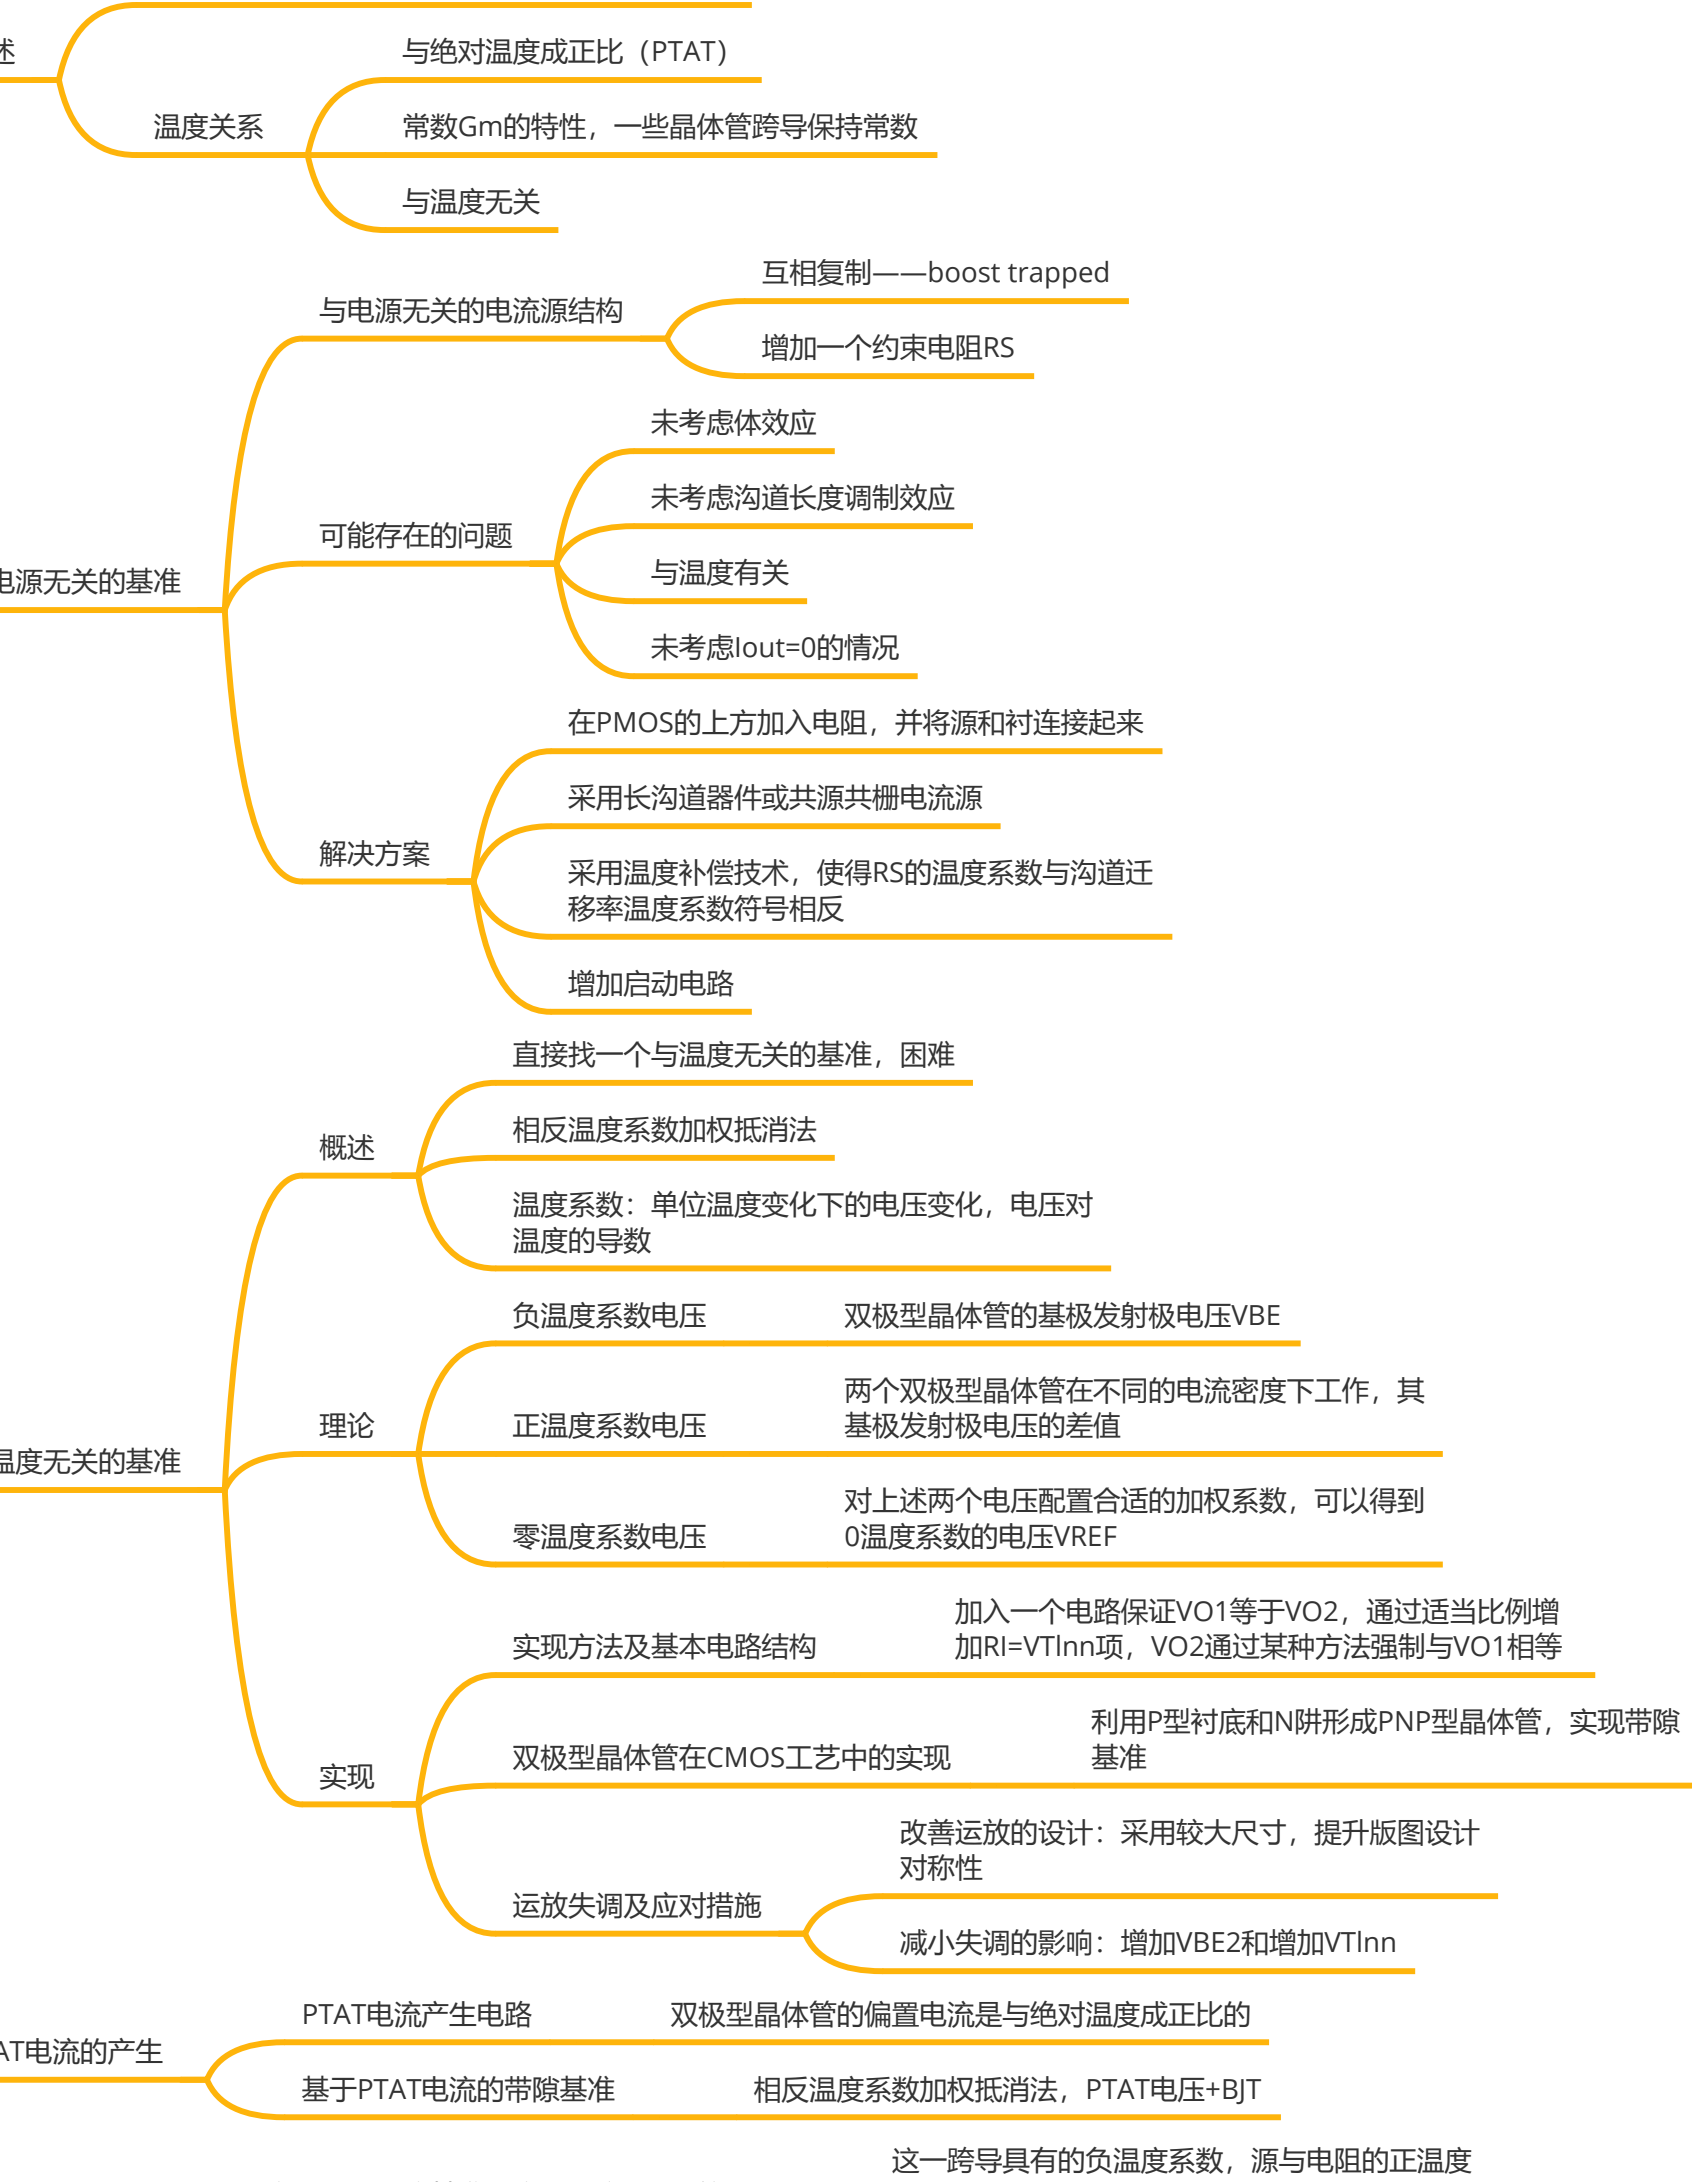 述
与绝对温度成正比（PTAT）
温度关系
常数Gm的特性，一些晶体管跨导保持常数
与温度无关
互相复制——boost trapped
与电源无关的电流源结构
增加一个约束电阻RS
未考虑体效应
未考虑沟道长度调制效应
可能存在的问题
与温度有关
电源无关的基准
未考虑Iout=0的情况
在PMOS的上方加入电阻，并将源和衬连接起来
采用长沟道器件或共源共栅电流源
解决方案
采用温度补偿技术，使得RS的温度系数与沟道迁
移率温度系数符号相反
增加启动电路
直接找一个与温度无关的基准，困难
相反温度系数加权抵消法
概述
温度系数：单位温度变化下的电压变化，电压对
温度的导数
负温度系数电压
双极型晶体管的基极发射极电压VBE
理论
正温度系数电压
两个双极型晶体管在不同的电流密度下工作，其
基极发射极电压的差值
温度无关的基准
零温度系数电压
对上述两个电压配置合适的加权系数，可以得到
0温度系数的电压VREF
实现方法及基本电路结构
加入一个电路保证VO1等于VO2，通过适当比例增
加RI=VTlnn项，VO2通过某种方法强制与VO1相等
实现
双极型晶体管在CMOS工艺中的实现
利用P型衬底和N阱形成PNP型晶体管，实现带隙
基准
运放失调及应对措施
改善运放的设计：采用较大尺寸，提升版图设计
对称性
减小失调的影响：增加VBE2和增加VTlnn
PTAT电流产生电路
双极型晶体管的偏置电流是与绝对温度成正比的
AT电流的产生
基于PTAT电流的带隙基准
相反温度系数加权抵消法，PTAT电压+BJT
这一跨导具有的负温度系数，源与电阻的正温度